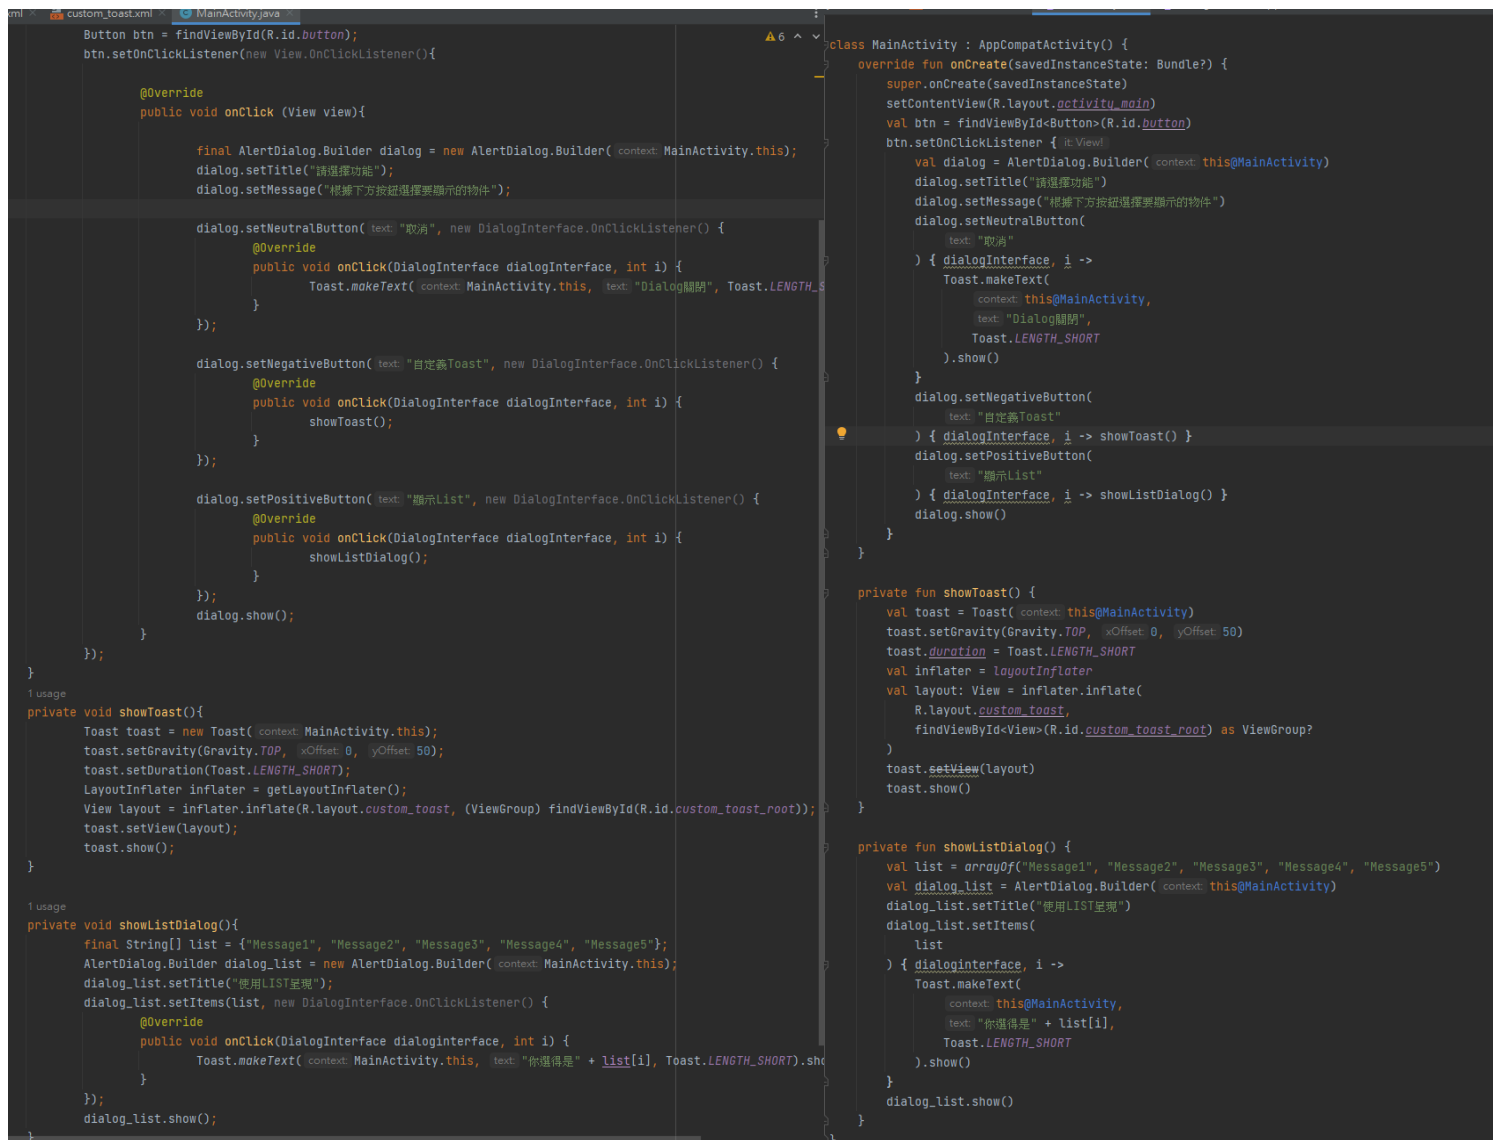 xml
custom_toast.xml
MainActivity.java
Button btn = findViewById(R.id.button);
6
btn.setOnClickListener(new View.OnClickListener(){
@Override
public void onClick (View view){
final AlertDialog.Builder dialog = new AlertDialog.Builder( context: MainActivity.this);
dialog.setTitle("請選擇功能");
dialog.setMessage("根據下方按鈕選擇要顯示的物件");
dialog.setNeutralButton( text: "取消", new DialogInterface.OnClickListener() {
@Override
public void onClick(DialogInterface dialogInterface, int i) {
Toast.makeText( context: MainActivity.this, text: "Dialog關閉", Toast.LENGTH_S
}
});
dialog.setNegativeButton( text: "自定義Toast", new DialogInterface.OnClickListener() {
@Override
public void onClick(DialogInterface dialogInterface, int i) {
showToast();
}
});
dialog.setPositiveButton( text: "顯示List", new DialogInterface.OnClickListener() {
@Override
public void onClick(DialogInterface dialogInterface, int i) {
showListDialog();
}
});
dialog.show();
}
});
}
1 usage
private void showToast(){
Toast toast = new Toast( context: MainActivity.this);
toast.setGravity(Gravity.TOP, xOffset: 0, yOffset: 50);
toast.setDuration(Toast.LENGTH_SHORT);
LayoutInflater inflater = getLayoutInflater();
View layout = inflater.inflate(R.layout.custom_toast, (ViewGroup) findViewById(R.id.custom_toast_root));
toast.setView(layout);
toast.show();
}
1 usage
private void showListDialog(){
final String[] list = {"Message1", "Message2", "Message3", "Message4", "Message5"};
AlertDialog.Builder dialog_list = new AlertDialog.Builder( context: MainActivity.this);
dialog_list.setTitle("使用LIST呈現");
dialog_list.setItems(list, new DialogInterface.OnClickListener() {
@Override
public void onClick(DialogInterface dialoginterface, int i) {
Toast.makeText( context: MainActivity.this, text: "你選得是" + list[i], Toast.LENGTH_SHORT).sho
}
});
dialog_list.show();
}
class MainActivity : AppCompatActivity() {
override fun onCreate(savedInstanceState: Bundle?) {
super.onCreate(savedInstanceState)
setContentView(R.layout.activity_main)
val btn = findViewById<Button>(R.id.button)
btn.setOnClickListener { it: View!
val dialog = AlertDialog.Builder( context: this@MainActivity)
dialog.setTitle("請選擇功能")
dialog.setMessage("根據下方按鈕選擇要顯示的物件")
dialog.setNeutralButton(
text: "取消"
) { dialogInterface, i ->
Toast.makeText(
context: this@MainActivity,
text: "Dialog關閉",
Toast.LENGTH_SHORT
).show()
}
dialog.setNegativeButton(
text: "自定義Toast"
) { dialogInterface, i -> showToast() }
dialog.setPositiveButton(
text: "顯示List"
) { dialogInterface, i -> showListDialog() }
dialog.show()
}
}
private fun showToast() {
val toast = Toast( context: this@MainActivity)
toast.setGravity(Gravity.TOP, xOffset: 0, yOffset: 50)
toast.duration = Toast.LENGTH_SHORT
val inflater = layoutInflater
val layout: View = inflater.inflate(
R.layout.custom_toast,
findViewById<View>(R.id.custom_toast_root) as ViewGroup?
)
toast.setView(layout)
toast.show()
}
private fun showListDialog() {
val list = arrayOf("Message1", "Message2", "Message3", "Message4", "Message5")
val dialog_list = AlertDialog.Builder( context: this@MainActivity)
dialog_list.setTitle("使用LIST呈現")
dialog_list.setItems(
list
) { dialoginterface, i ->
Toast.makeText(
context: this@MainActivity,
text: "你選得是" + list[i],
Toast.LENGTH_SHORT
).show()
}
dialog_list.show()
}
}